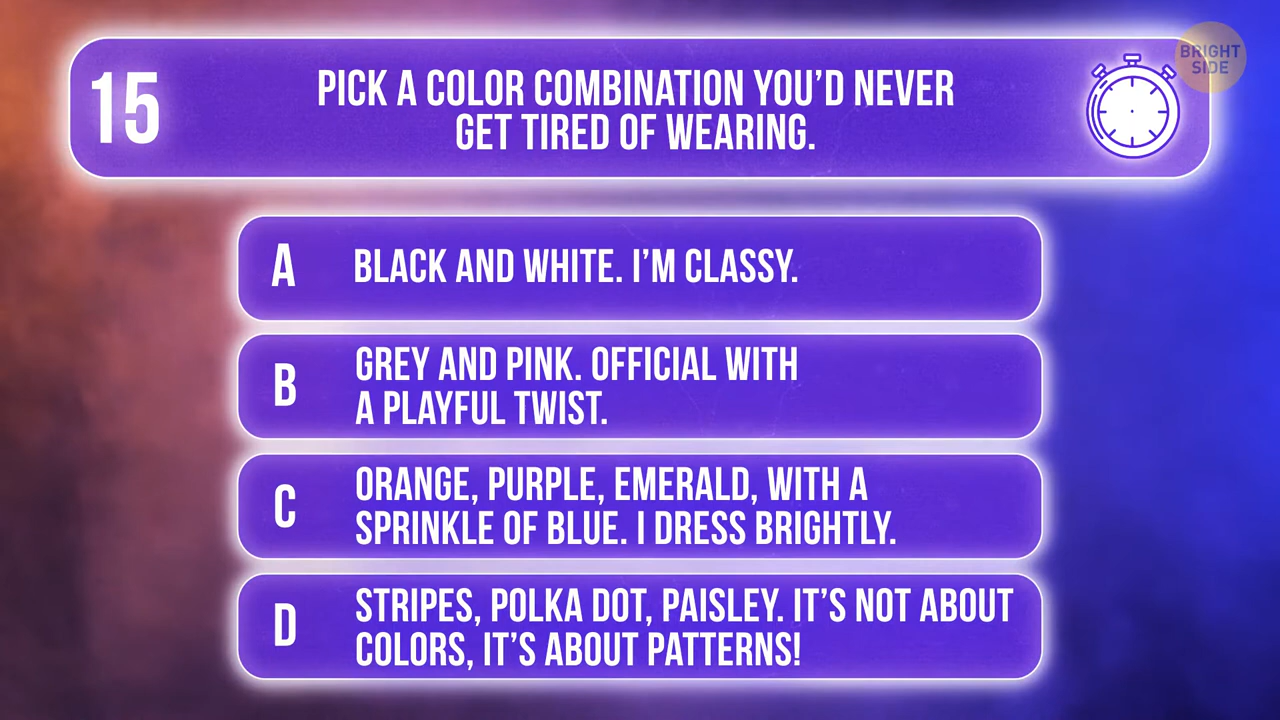 BRIGHT
SIDE
15
PICK A COLOR COMBINATION YOU'D NEVER
GET TIRED OF WEARING.
A
BLACK AND WHITE. I'M CLASSY.
B
GREY AND PINK. OFFICIAL WITH
A PLAYFUL TWIST.
C
ORANGE, PURPLE, EMERALD, WITH A
SPRINKLE OF BLUE. I DRESS BRIGHTLY.
D
STRIPES, POLKA DOT, PAISLEY. IT'S NOT ABOUT
COLORS, IT'S ABOUT PATTERNS!